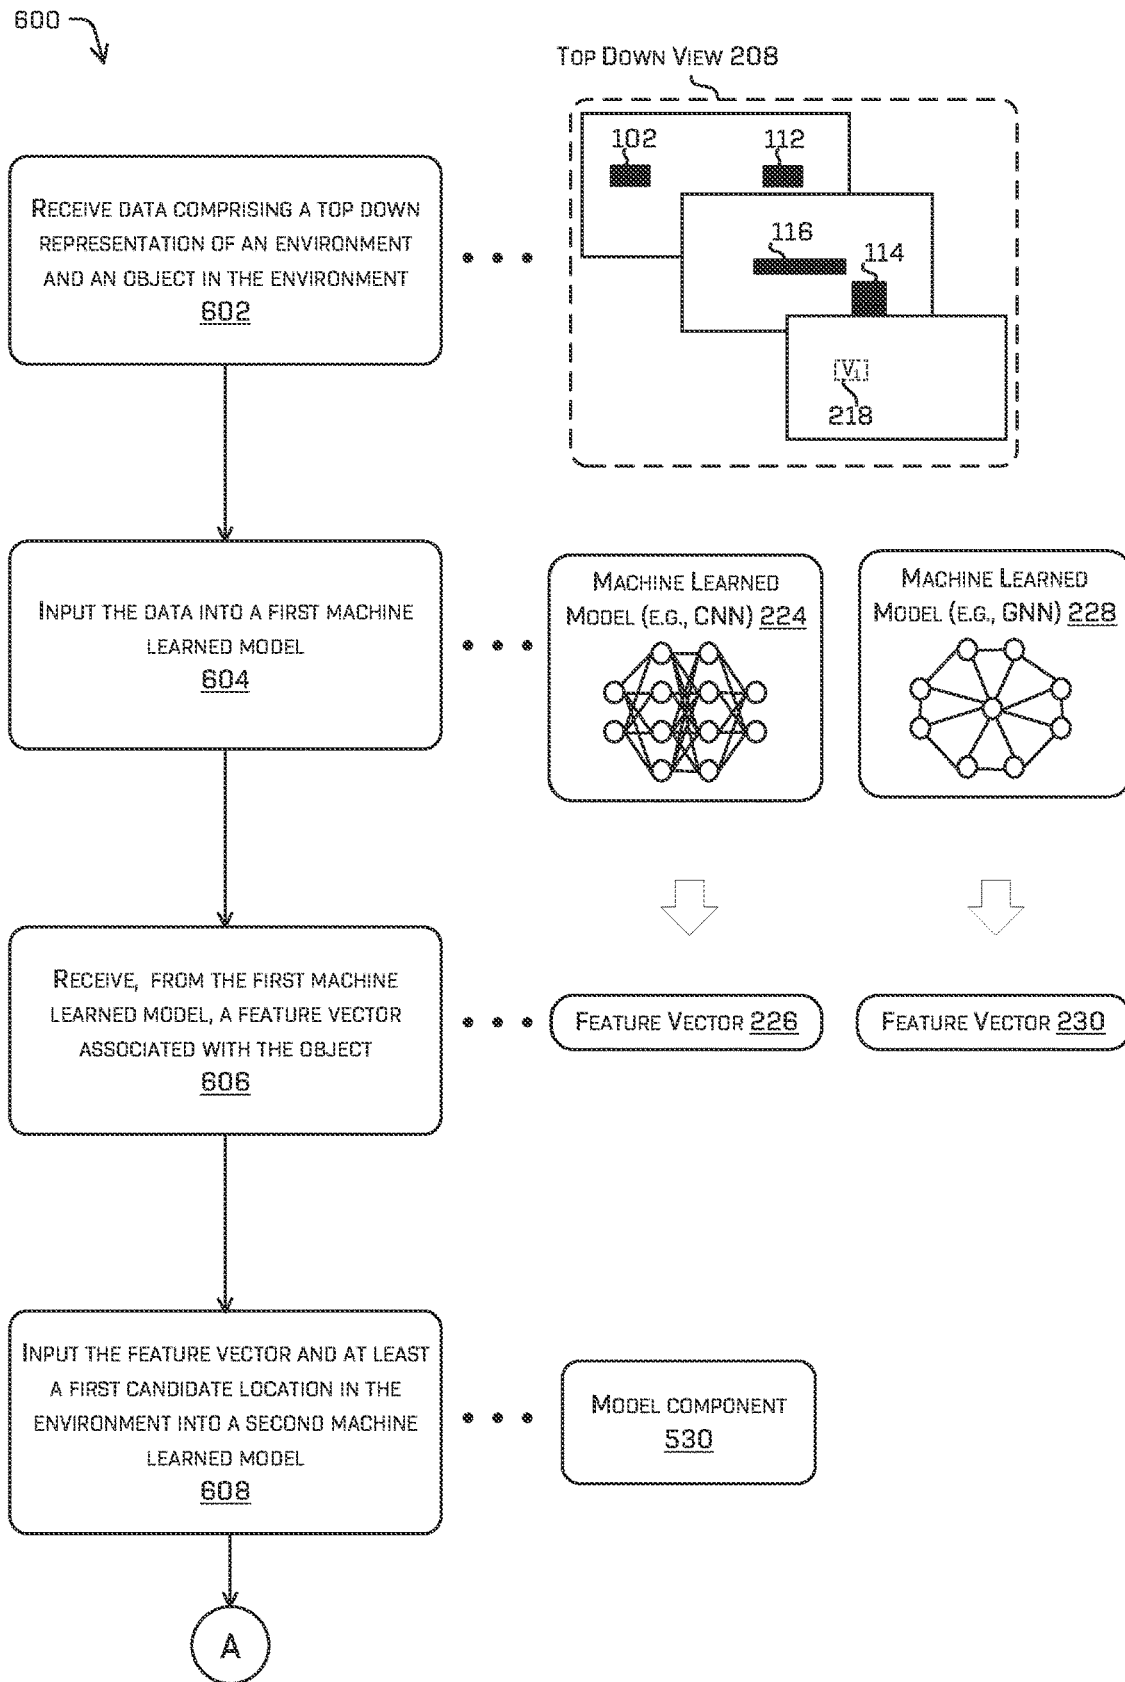 600
TOP DOWN VIEW 208
102
112
116
114
V1
218
RECEIVE DATA COMPRISING A TOP DOWN
REPRESENTATION OF AN ENVIRONMENT
AND AN OBJECT IN THE ENVIRONMENT
602
INPUT THE DATA INTO A FIRST MACHINE
LEARNED MODEL
604
MACHINE LEARNED
MODEL (E.G., CNN) 224
MACHINE LEARNED
MODEL (E.G., GNN) 228
RECEIVE, FROM THE FIRST MACHINE
LEARNED MODEL, A FEATURE VECTOR
ASSOCIATED WITH THE OBJECT
606
FEATURE VECTOR 226
FEATURE VECTOR 230
INPUT THE FEATURE VECTOR AND AT LEAST
A FIRST CANDIDATE LOCATION IN THE
ENVIRONMENT INTO A SECOND MACHINE
LEARNED MODEL
608
MODEL COMPONENT
530
A